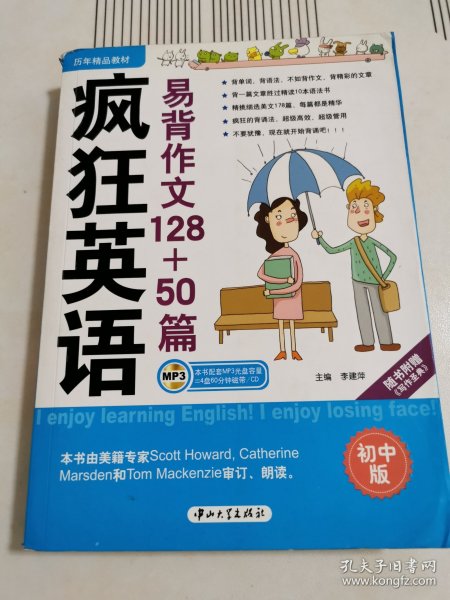 历年精品教材
疯狂英语
易背作文128+50篇
★ 背单词，背语法，不如背作文，背精彩的文章
★ 背一篇文章胜过精读10本语法书
★ 精挑细选美文178篇，每篇都是精华
★ 疯狂的背诵法，超级高效，超级管用
★ 不要犹豫，现在就开始背诵吧！！！
MP3
本书配套MP3光盘容量
=4盘60分钟磁带/CD
主编 李建萍
随书附赠
《写作圣典》
I enjoy learning English! I enjoy losing face!
本书由美籍专家Scott Howard, Catherine
Marsden和Tom Mackenzie审订、朗读。
初中
版
中山大学出版社
孔夫子旧书网
www.kongfz.com